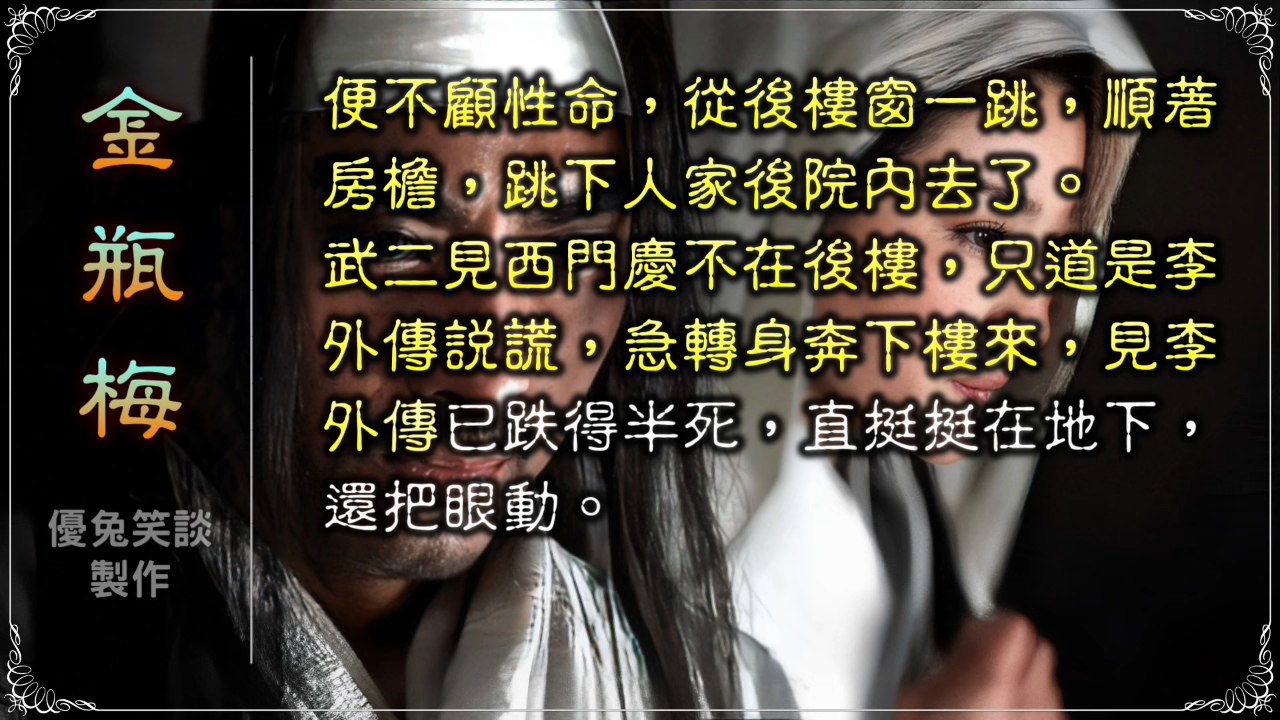 金瓶梅
優兔笑談
製作
便不顧性命，從後樓窗一跳，順著
房檐，跳下人家後院內去了。
武二見西門慶不在後樓，只道是李
外傳説謊，急轉身奔下樓來，見李
外傳已跌得半死，直挺挺在地下，
還把眼動。